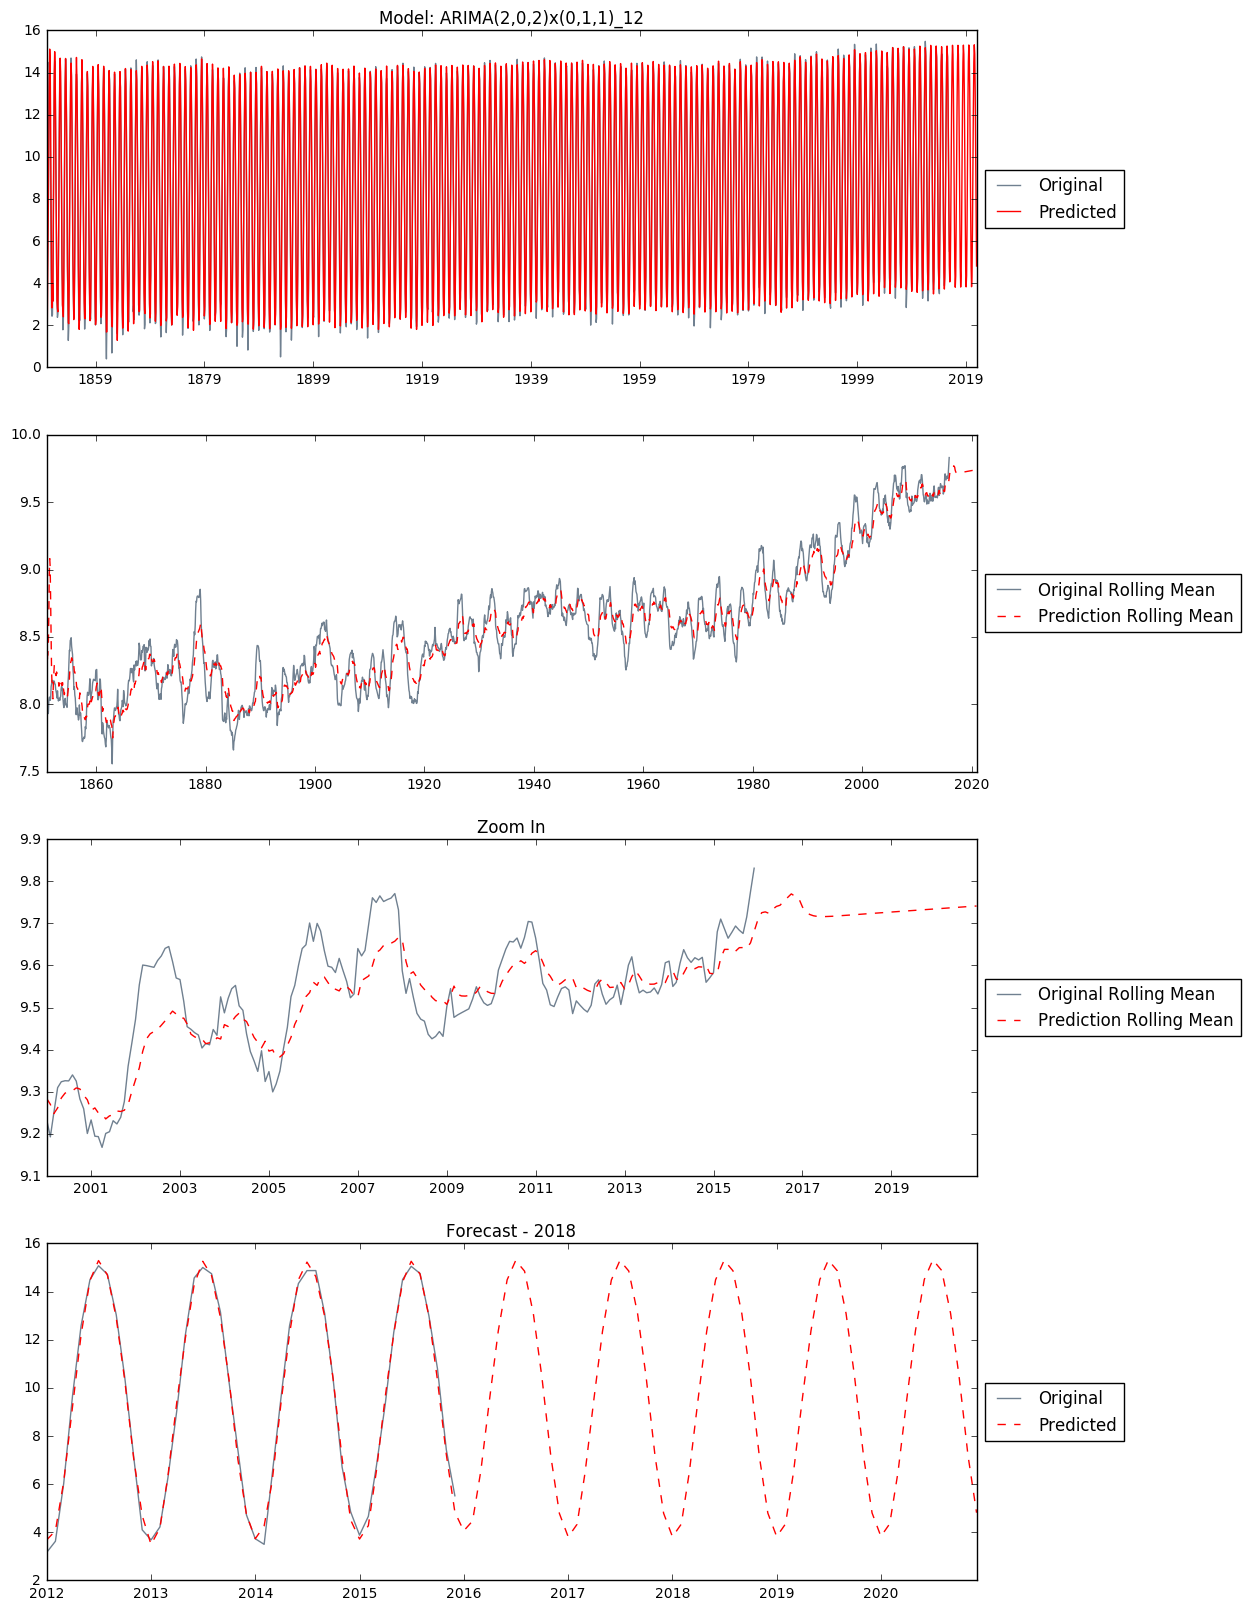 Model: ARIMA(2,0,2)x(0,1,1)_12
16
14
12
10
8
6
4
2
0
1859 1879 1899 1919 1939 1959 1979 1999 2019
Original
Predicted
10.0
9.5
9.0
8.5
8.0
7.5
1860 1880 1900 1920 1940 1960 1980 2000 2020
Original Rolling Mean
Prediction Rolling Mean
Zoom In
9.9
9.8
9.7
9.6
9.5
9.4
9.3
9.2
9.1
2001 2003 2005 2007 2009 2011 2013 2015 2017 2019
Original Rolling Mean
Prediction Rolling Mean
Forecast - 2018
16
14
12
10
8
6
4
2
2012 2013 2014 2015 2016 2017 2018 2019 2020
Original
Predicted